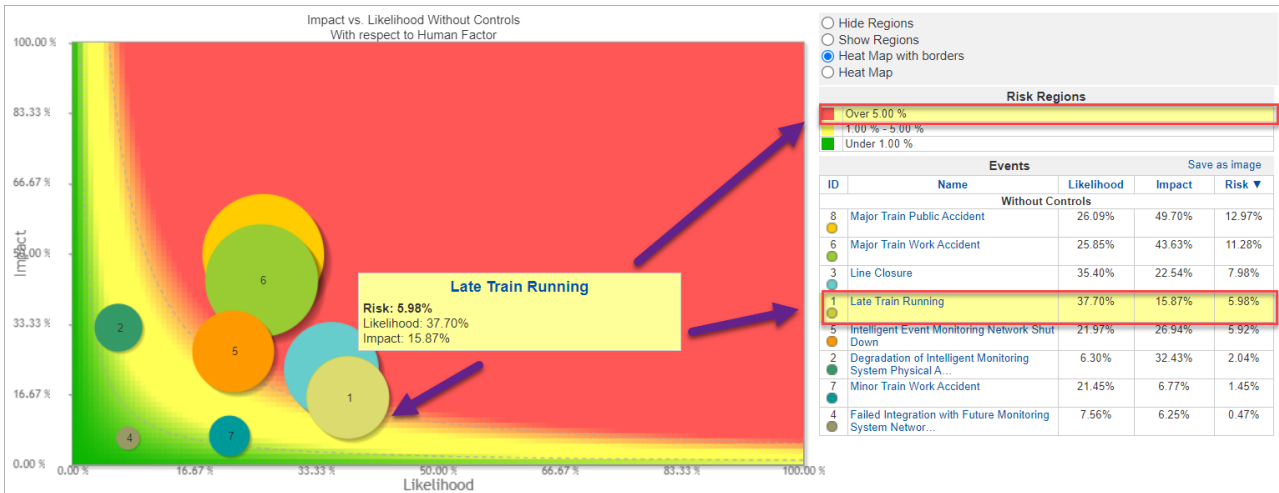 Impact vs. Likelihood Without Controls
With respect to Human Factor
100.00 %
83.33 %
66.67 %
50.00 %
33.33 %
16.67 %
0.00 %
Impact
0.00 %
16.67 %
33.33 %
50.00 %
66.67 %
83.33 %
100.00 %
Likelihood
6
2
5
1
4
7
Late Train Running
Risk: 5.98%
Likelihood: 37.70%
Impact: 15.87%
Hide Regions
Show Regions
Heat Map with borders
Heat Map
Risk Regions
Over 5.00 %
1.00 % - 5.00 %
Under 1.00 %
Events Save as image
ID Name Likelihood Impact Risk ▼
Without Controls
8 Major Train Public Accident 26.09% 49.70% 12.97%
6 Major Train Work Accident 25.85% 43.63% 11.28%
3 Line Closure 35.40% 22.54% 7.98%
1 Late Train Running 37.70% 15.87% 5.98%
5 Intelligent Event Monitoring Network Shut 21.97% 26.94% 5.92%
Down
2 Degradation of Intelligent Monitoring 6.30% 32.43% 2.04%
System Physical A...
7 Minor Train Work Accident 21.45% 6.77% 1.45%
4 Failed Integration with Future Monitoring 7.56% 6.25% 0.47%
System Networ...